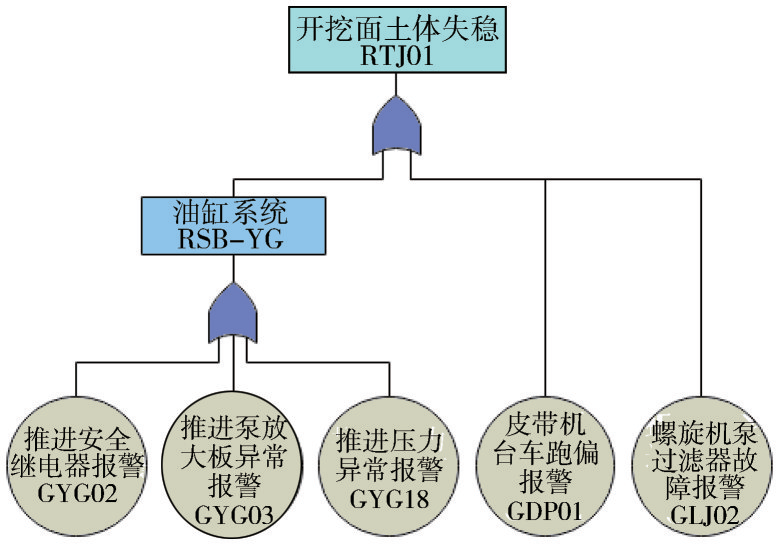 开挖面土体失稳
RTJ01
油缸系统
RSB-YG
推进安全
继电器报警
GYG02
推进泵放
大板异常
报警
GYG03
推进压力
异常报警
GYG18
皮带机
台车跑偏
报警
GDP01
螺旋机泵
过滤器故
障报警
GLJ02